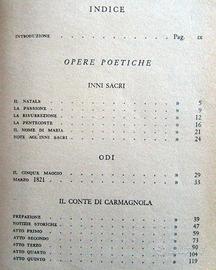 INDICE
INTRODUZIONE Pag. IX
OPERE POETICHE
INNI SACRI
IL NATALE » 5
LA PASSIONE » 9
LA RISURREZIONE » 12
LA PENTECOSTE » 16
IL NOME DI MARIA » 21
NOTE AGL'INNI SACRI » 24
ODI
IL CINQUE MAGGIO » 29
MARZO 1821 » 33
IL CONTE DI CARMAGNOLA
PREFAZIONE » 39
NOTIZIE STORICHE » 47
ATTO PRIMO » 59
ATTO SECONDO » 77
ATTO TERZO » 90
ATTO QUARTO » 104
ATTO QUINTO » 119